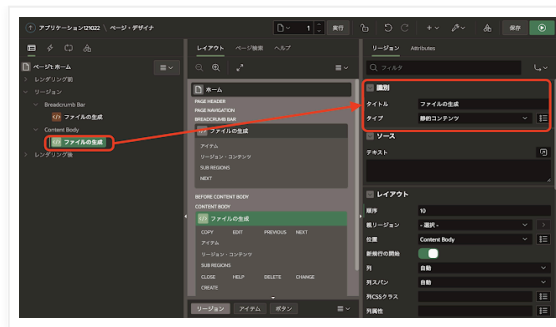 アプリケーション121022 \ ページ・デザイナ
1
実行
保存
ページ1: ホーム
レンダリング前
リージョン
Breadcrumb Bar
ファイルの生成
Content Body
ファイルの生成
レンダリング後
レイアウト ページ検索 ヘルプ
ホーム
PAGE HEADER
PAGE NAVIGATION
BREADCRUMB BAR
ファイルの生成
アイテム
リージョン・コンテンツ
SUB REGIONS
NEXT
BEFORE CONTENT BODY
CONTENT BODY
ファイルの生成
COPY EDIT PREVIOUS NEXT
アイテム
リージョン・コンテンツ
SUB REGIONS
CLOSE HELP DELETE CHANGE
CREATE
リージョン アイテム ボタン
リージョン Attributes
フィルタ
識別
タイトル ファイルの生成
タイプ 静的コンテンツ
ソース
テキスト
レイアウト
順序 10
親リージョン - 選択 -
位置 Content Body
新規行の開始
列 自動
列スパン 自動
列CSSクラス
列属性